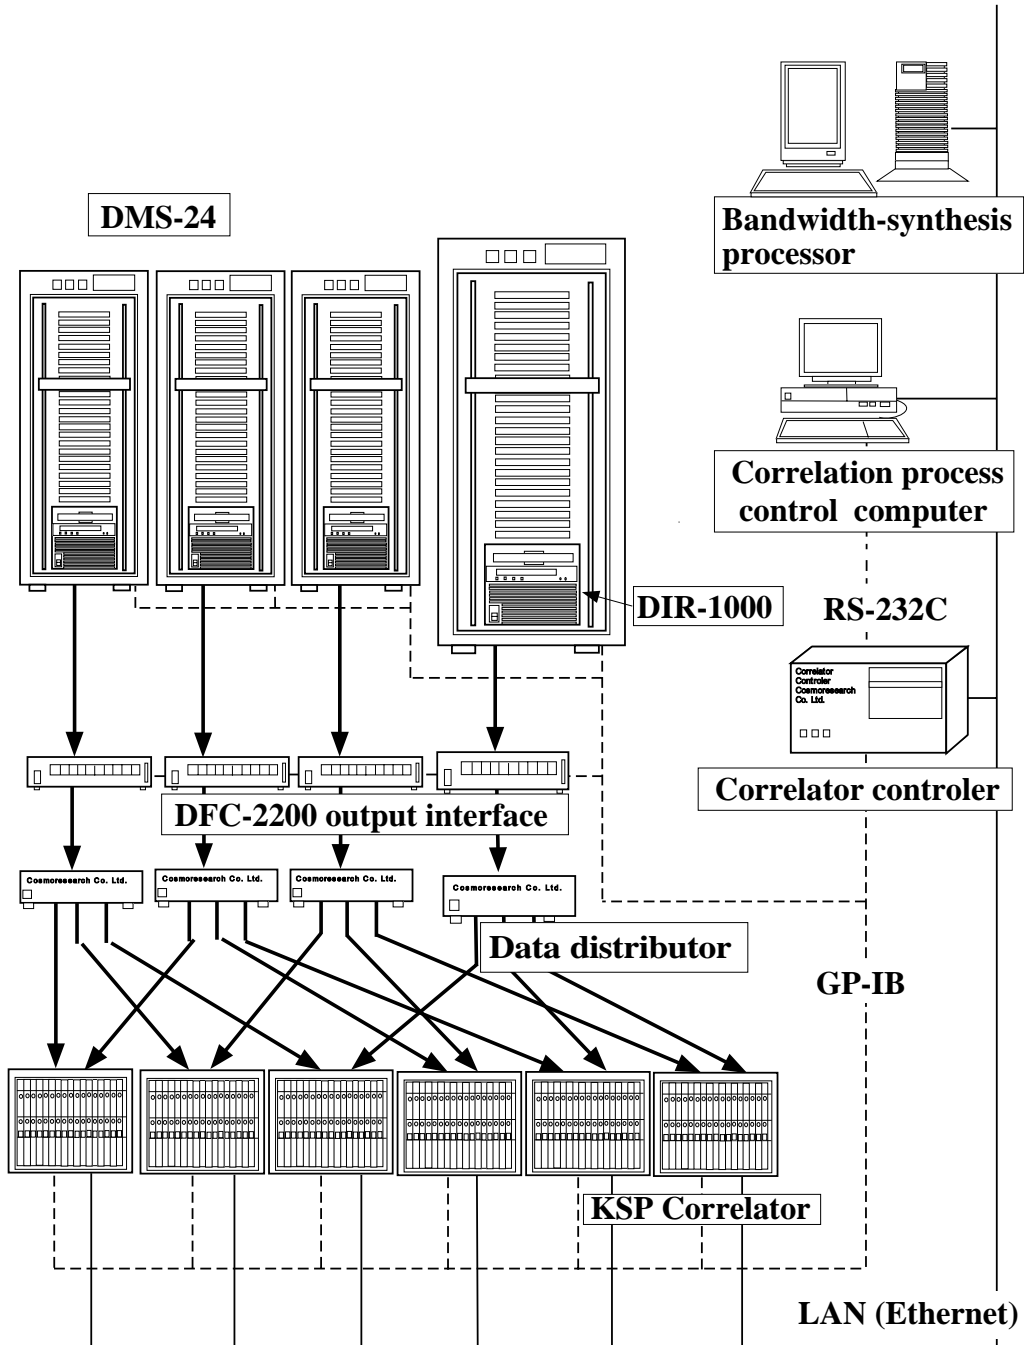 DMS-24
Bandwidth-synthesis
processor
Correlation process
control computer
DIR-1000
RS-232C
Correlator
Controler
Cosmoresearch
Co. Ltd.
Correlator controler
DFC-2200 output interface
Cosmoresearch Co. Ltd.
Cosmoresearch Co. Ltd.
Cosmoresearch Co. Ltd.
Cosmoresearch Co. Ltd.
Data distributor
GP-IB
KSP Correlator
LAN (Ethernet)